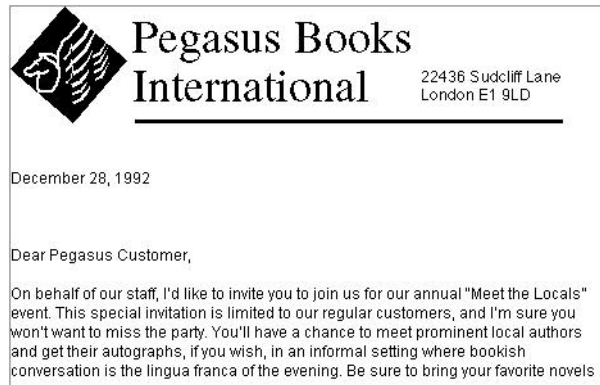 Pegasus Books
International
22436 Sudcliff Lane
London E1 9LD
December 28, 1992
Dear Pegasus Customer,
On behalf of our staff, I'd like to invite you to join us for our annual "Meet the Locals"
event. This special invitation is limited to our regular customers, and I'm sure you
won't want to miss the party. You'll have a chance to meet prominent local authors
and get their autographs, if you wish, in an informal setting where bookish
conversation is the lingua franca of the evening. Be sure to bring your favorite novels